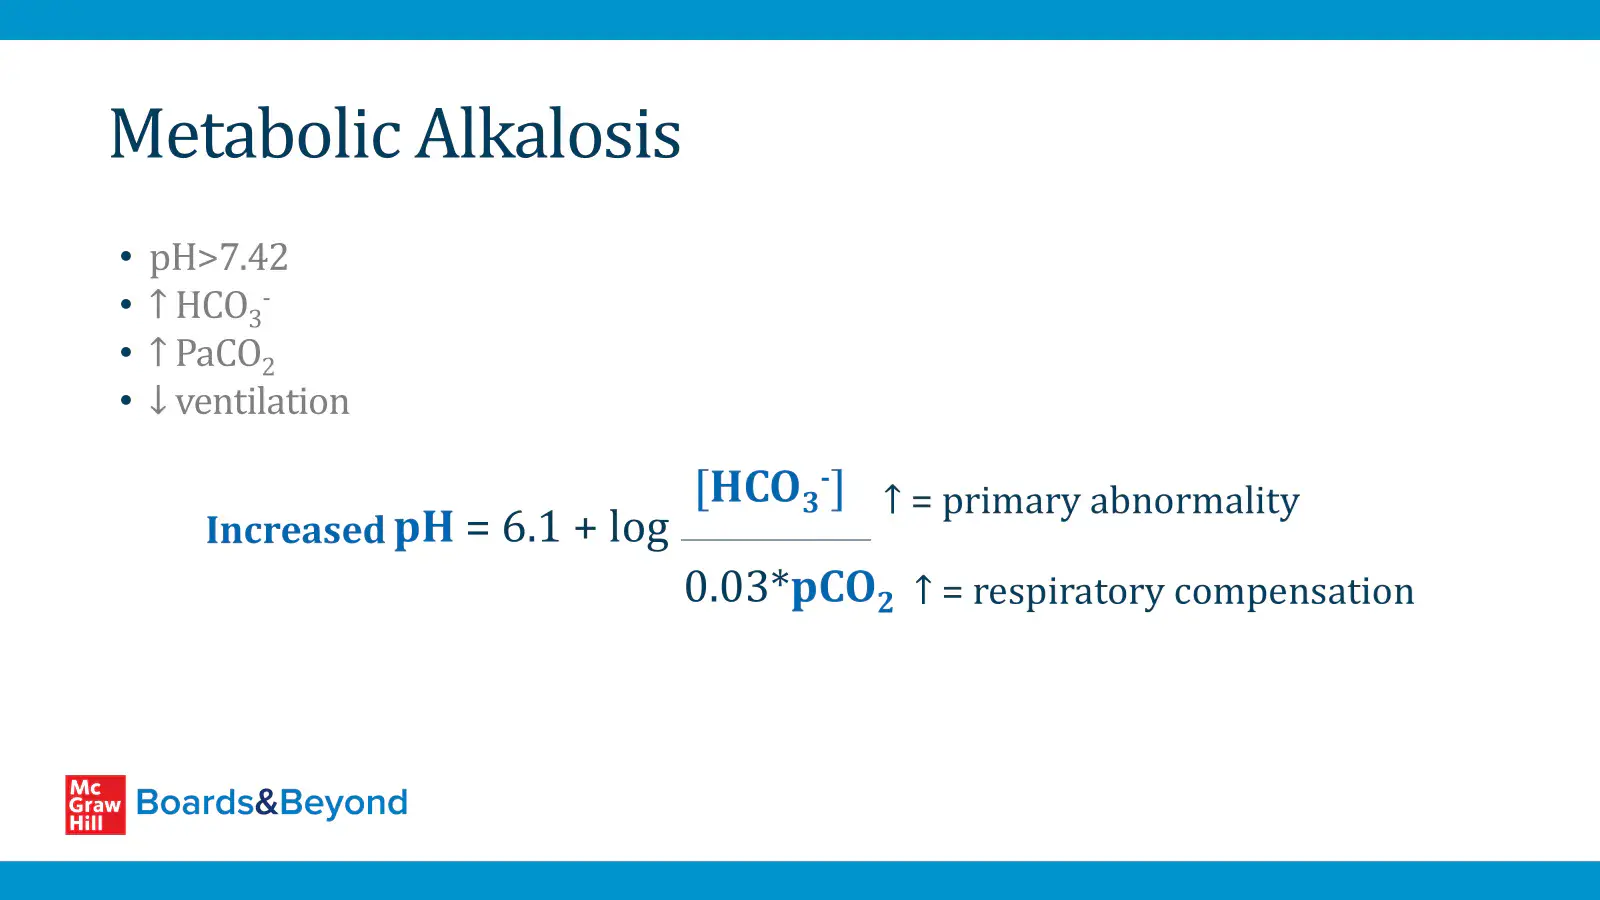 Metabolic Alkalosis
• pH>7.42
• ↑ HCO₃⁻
• ↑ PaCO₂
• ↓ ventilation
[HCO₃⁻] ↑ = primary abnormality
Increased pH = 6.1 + log
0.03*pCO₂ ↑ = respiratory compensation
Mc
Graw
Hill
Boards&Beyond